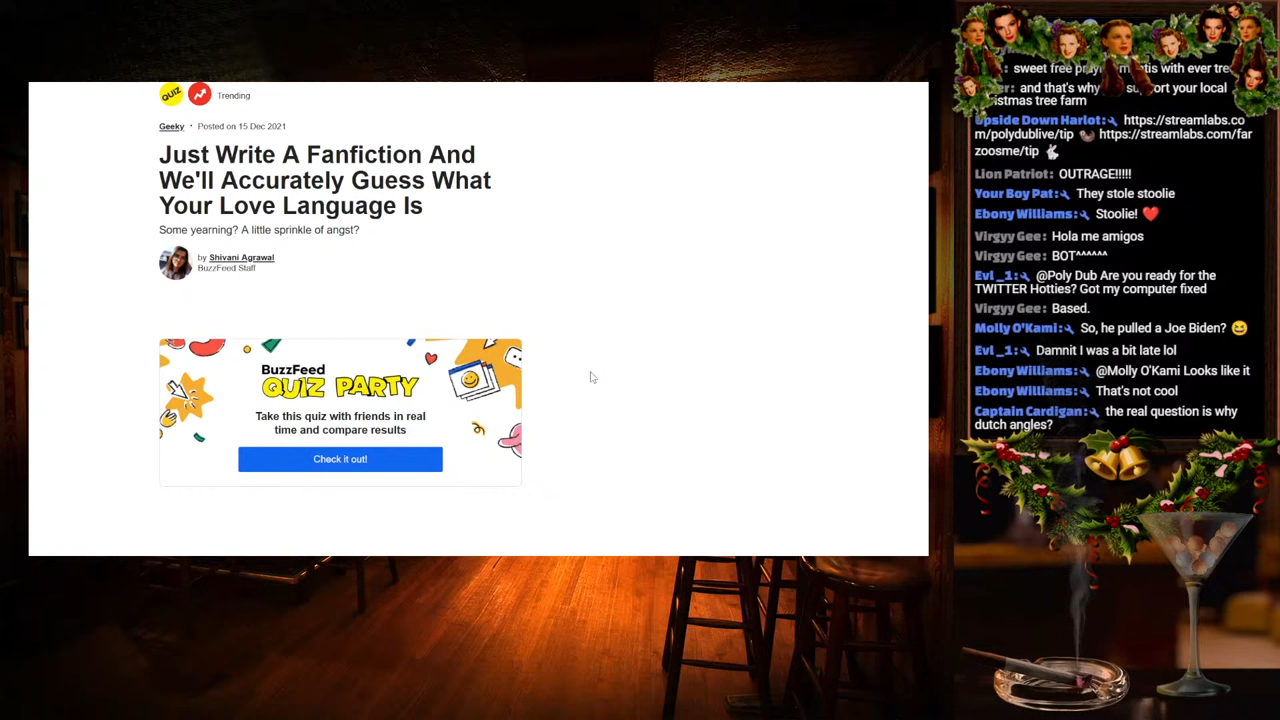 QUIZ
Trending
Geeky · Posted on 15 Dec 2021
Just Write A Fanfiction And
We'll Accurately Guess What
Your Love Language Is
Some yearning? A little sprinkle of angst?
by Shivani Agrawal
BuzzFeed Staff
BuzzFeed
QUIZ PARTY
Take this quiz with friends in real
time and compare results
Check it out!
sweet free
with ever
and that's why
support your local
tree farm
Upside Down Harlot: https://streamlabs.co
m/polydublive/tip https://streamlabs.com/far
zoosme/tip
Lion Patriot: OUTRAGE!!!!!
Your Boy Pat: They stole stoolie
Ebony Williams: Stoolie! ❤️
Virgyy Gee: Hola me amigos
Virgyy Gee: BOT^^^^^^
Evl_1: @Poly Dub Are you ready for the
TWITTER Hotties? Got my computer fixed
Virgyy Gee: Based.
Molly O'Kami: So, he pulled a Joe Biden? 😆
Evl_1: Damnit I was a bit late lol
Ebony Williams: @Molly O'Kami Looks like it
Ebony Williams: That's not cool
Captain Cardigan: the real question is why
dutch angles?